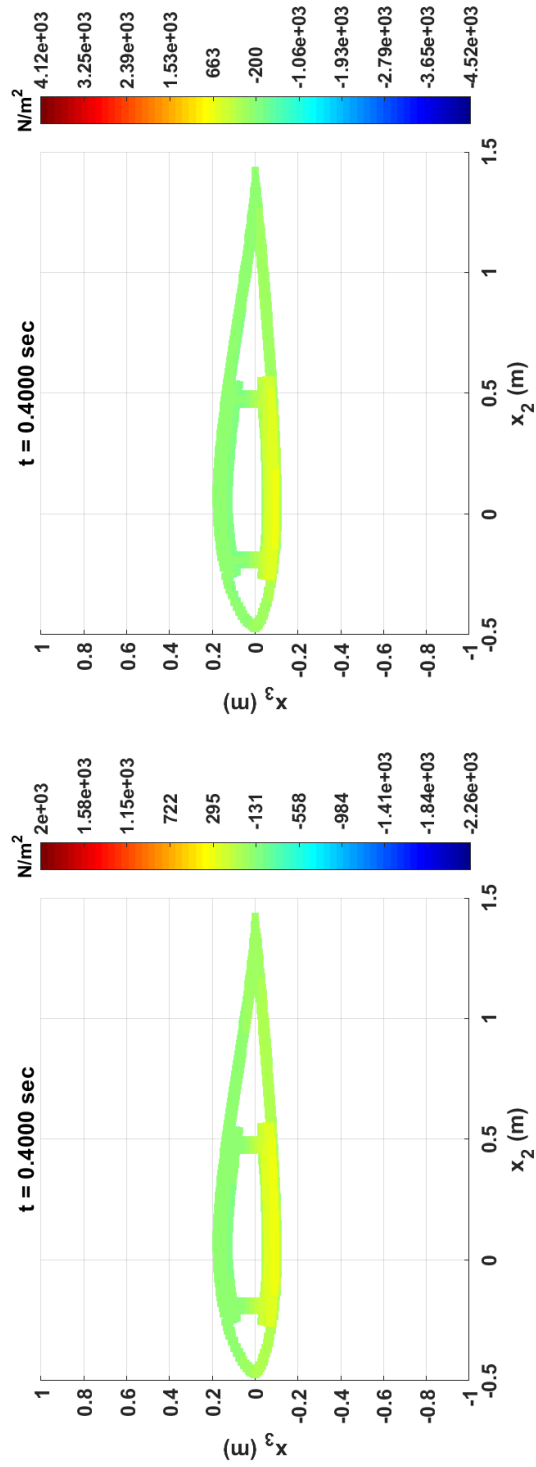 t = 0.4000 sec
N/m²
1
0.8
0.6
0.4
0.2
0
-0.2
-0.4
-0.6
-0.8
-1
x₃ (m)
-0.5
0
0.5
1
1.5
x₂ (m)
2e+03
1.58e+03
1.15e+03
722
295
-131
-558
-984
-1.41e+03
-1.84e+03
-2.26e+03
t = 0.4000 sec
N/m²
1
0.8
0.6
0.4
0.2
0
-0.2
-0.4
-0.6
-0.8
-1
x₃ (m)
-0.5
0
0.5
1
1.5
x₂ (m)
4.12e+03
3.25e+03
2.39e+03
1.53e+03
663
-200
-1.06e+03
-1.93e+03
-2.79e+03
-3.65e+03
-4.52e+03